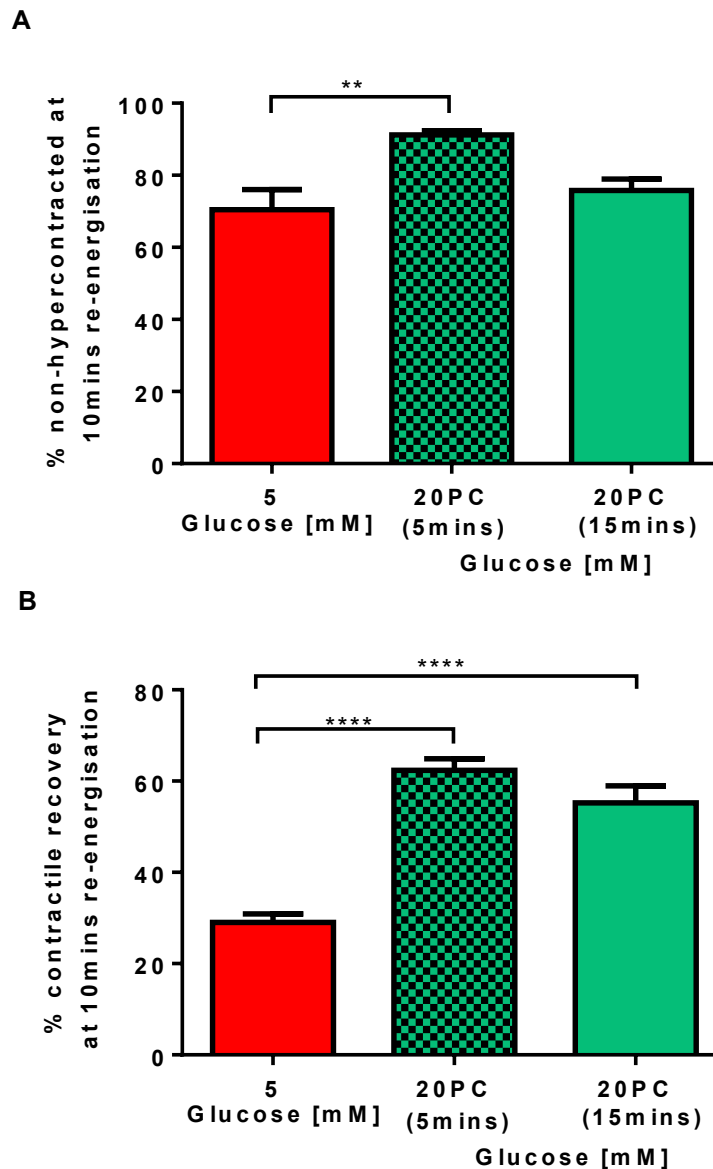 A
% non-hypercontracted at
10mins re-energisation
100
80
60
40
20
0
**
5
Glucose [mM]
20PC
(5mins)
20PC
(15mins)
Glucose [mM]
B
% contractile recovery
at 10mins re-energisation
80
60
40
20
0
****
****
5
Glucose [mM]
20PC
(5mins)
20PC
(15mins)
Glucose [mM]